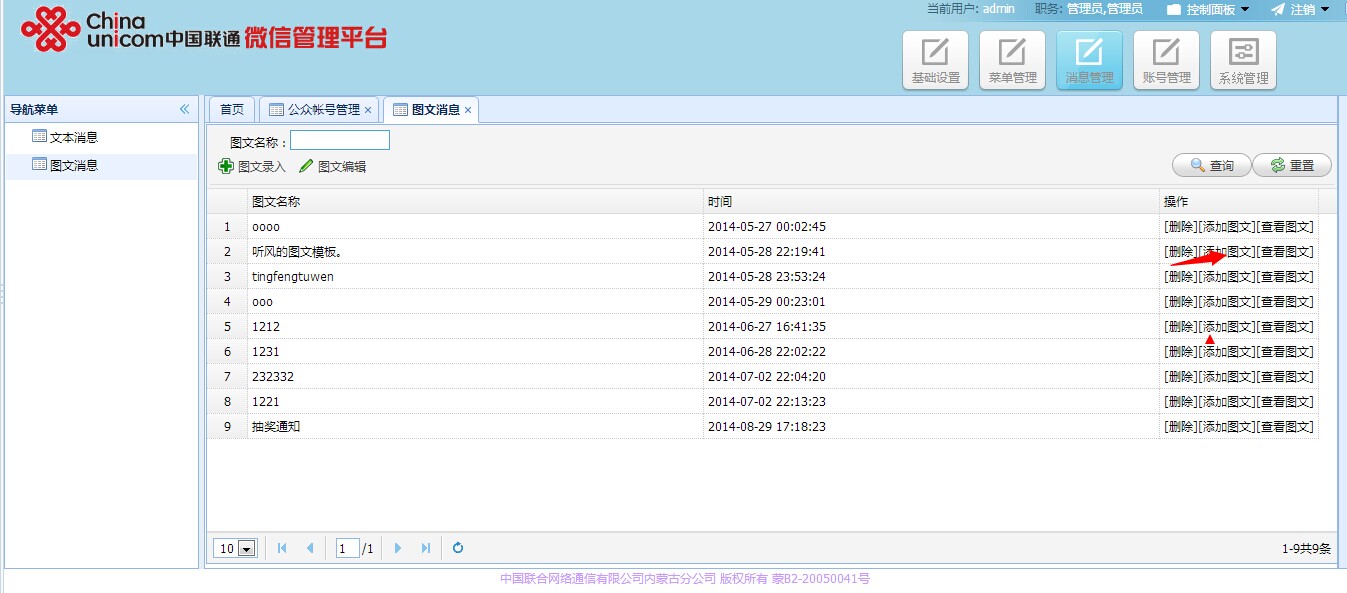 当前用户: admin 职务: 管理员,管理员 控制面板 注销
China unicom中国联通 微信管理平台
基础设置 菜单管理 消息管理 账号管理 系统管理
导航菜单
文本消息
图文消息
首页 公众帐号管理 图文消息
图文名称：
图文录入 图文编辑 查询 重置
图文名称 时间 操作
1 oooo 2014-05-27 00:02:45 [删除][添加图文][查看图文]
2 听风的图文模板。 2014-05-28 22:19:41 [删除][添加图文][查看图文]
3 tingfengtuwen 2014-05-28 23:53:24 [删除][添加图文][查看图文]
4 ooo 2014-05-29 00:23:01 [删除][添加图文][查看图文]
5 1212 2014-06-27 16:41:35 [删除][添加图文][查看图文]
6 1231 2014-06-28 22:02:22 [删除][添加图文][查看图文]
7 232332 2014-07-02 22:04:20 [删除][添加图文][查看图文]
8 1221 2014-07-02 22:13:23 [删除][添加图文][查看图文]
9 抽奖通知 2014-08-29 17:18:23 [删除][添加图文][查看图文]
10 1 /1 1-9共9条
中国联合网络通信有限公司内蒙古分公司 版权所有 蒙B2-20050041号